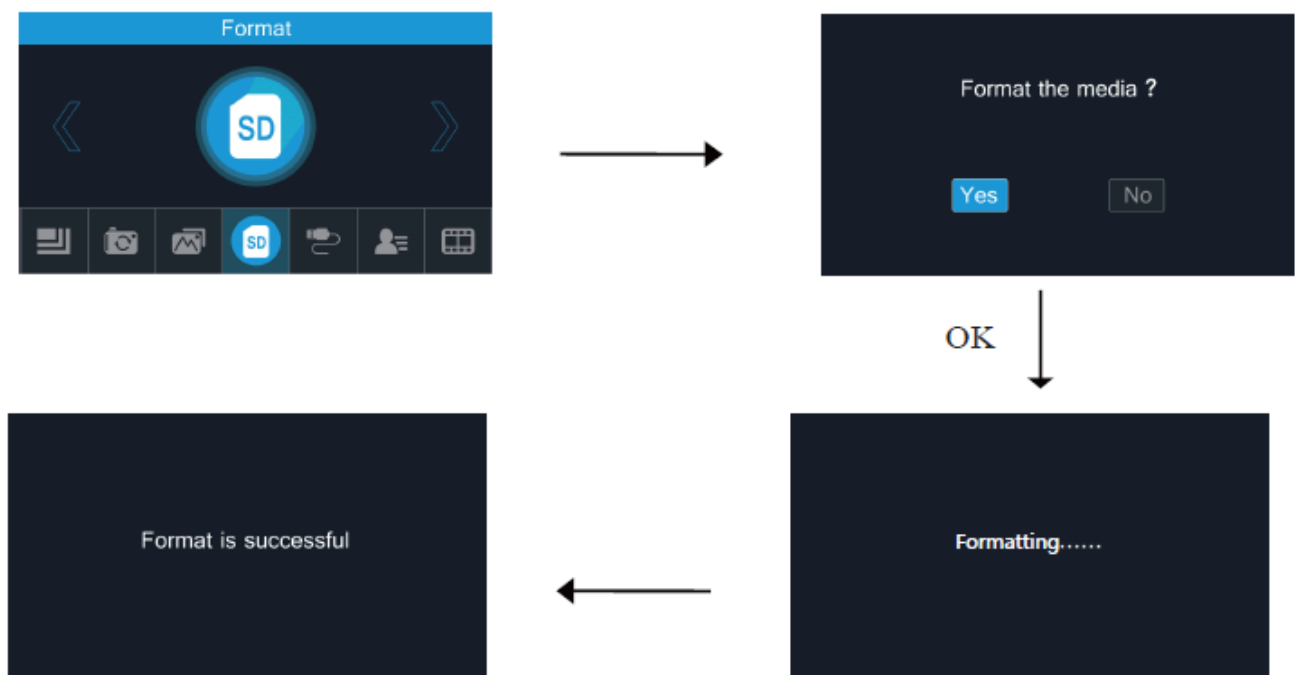 Format
SD
SD
Format the media ?
Yes
No
OK
Formatting......
Format is successful